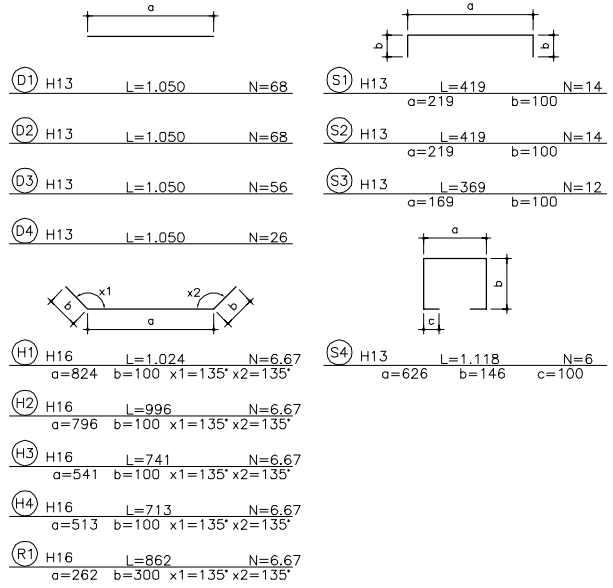 a
D1 H13 L=1.050 N=68
D2 H13 L=1.050 N=68
D3 H13 L=1.050 N=56
D4 H13 L=1.050 N=26
b x1 x2 b
a
H1 H16 L=1.024 N=6.67
a=824 b=100 x1=135° x2=135°
H2 H16 L=996 N=6.67
a=796 b=100 x1=135° x2=135°
H3 H16 L=741 N=6.67
a=541 b=100 x1=135° x2=135°
H4 H16 L=713 N=6.67
a=513 b=100 x1=135° x2=135°
R1 H16 L=862 N=6.67
a=262 b=300 x1=135° x2=135°
a
b b
S1 H13 L=419 N=14
a=219 b=100
S2 H13 L=419 N=14
a=219 b=100
S3 H13 L=369 N=12
a=169 b=100
a
b
c
S4 H13 L=1.118 N=6
a=626 b=146 c=100